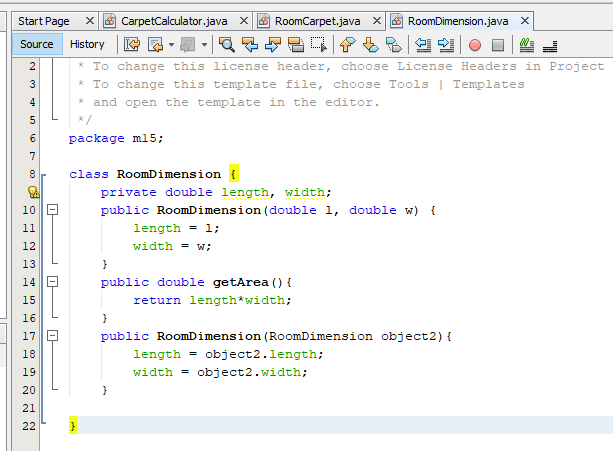 Start Page CarpetCalculator.java RoomCarpet.java RoomDimension.java
Source History
2 * To change this license header, choose License Headers in Project
3 * To change this template file, choose Tools | Templates
4 * and open the template in the editor.
5 */
6 package m15;
7
8 class RoomDimension {
private double length, width;
10 public RoomDimension(double l, double w) {
11 length = l;
12 width = w;
13 }
14 public double getArea(){
15 return length*width;
16 }
17 public RoomDimension(RoomDimension object2){
18 length = object2.length;
19 width = object2.width;
20 }
21
22 }